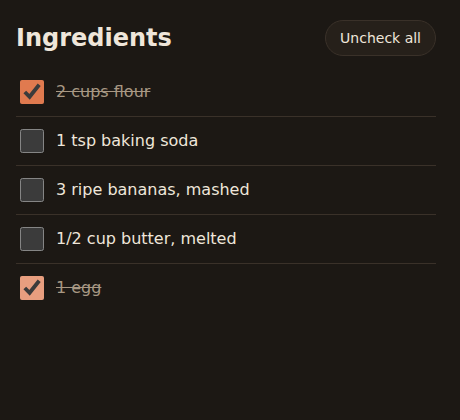 Ingredients
Uncheck all
2 cups flour
1 tsp baking soda
3 ripe bananas, mashed
1/2 cup butter, melted
1 egg